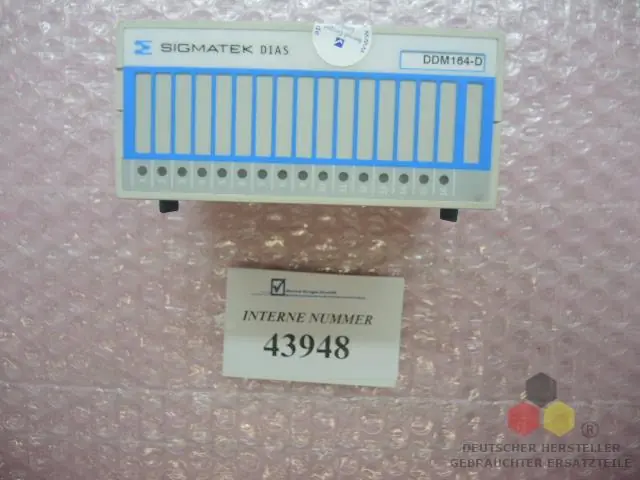 SIGMATEK DIAS
DDM164-D
INTERNE NUMMER
43948
®
DEUTSCHER HERSTELLER
GEBRAUCHTER ERSATZTEILE